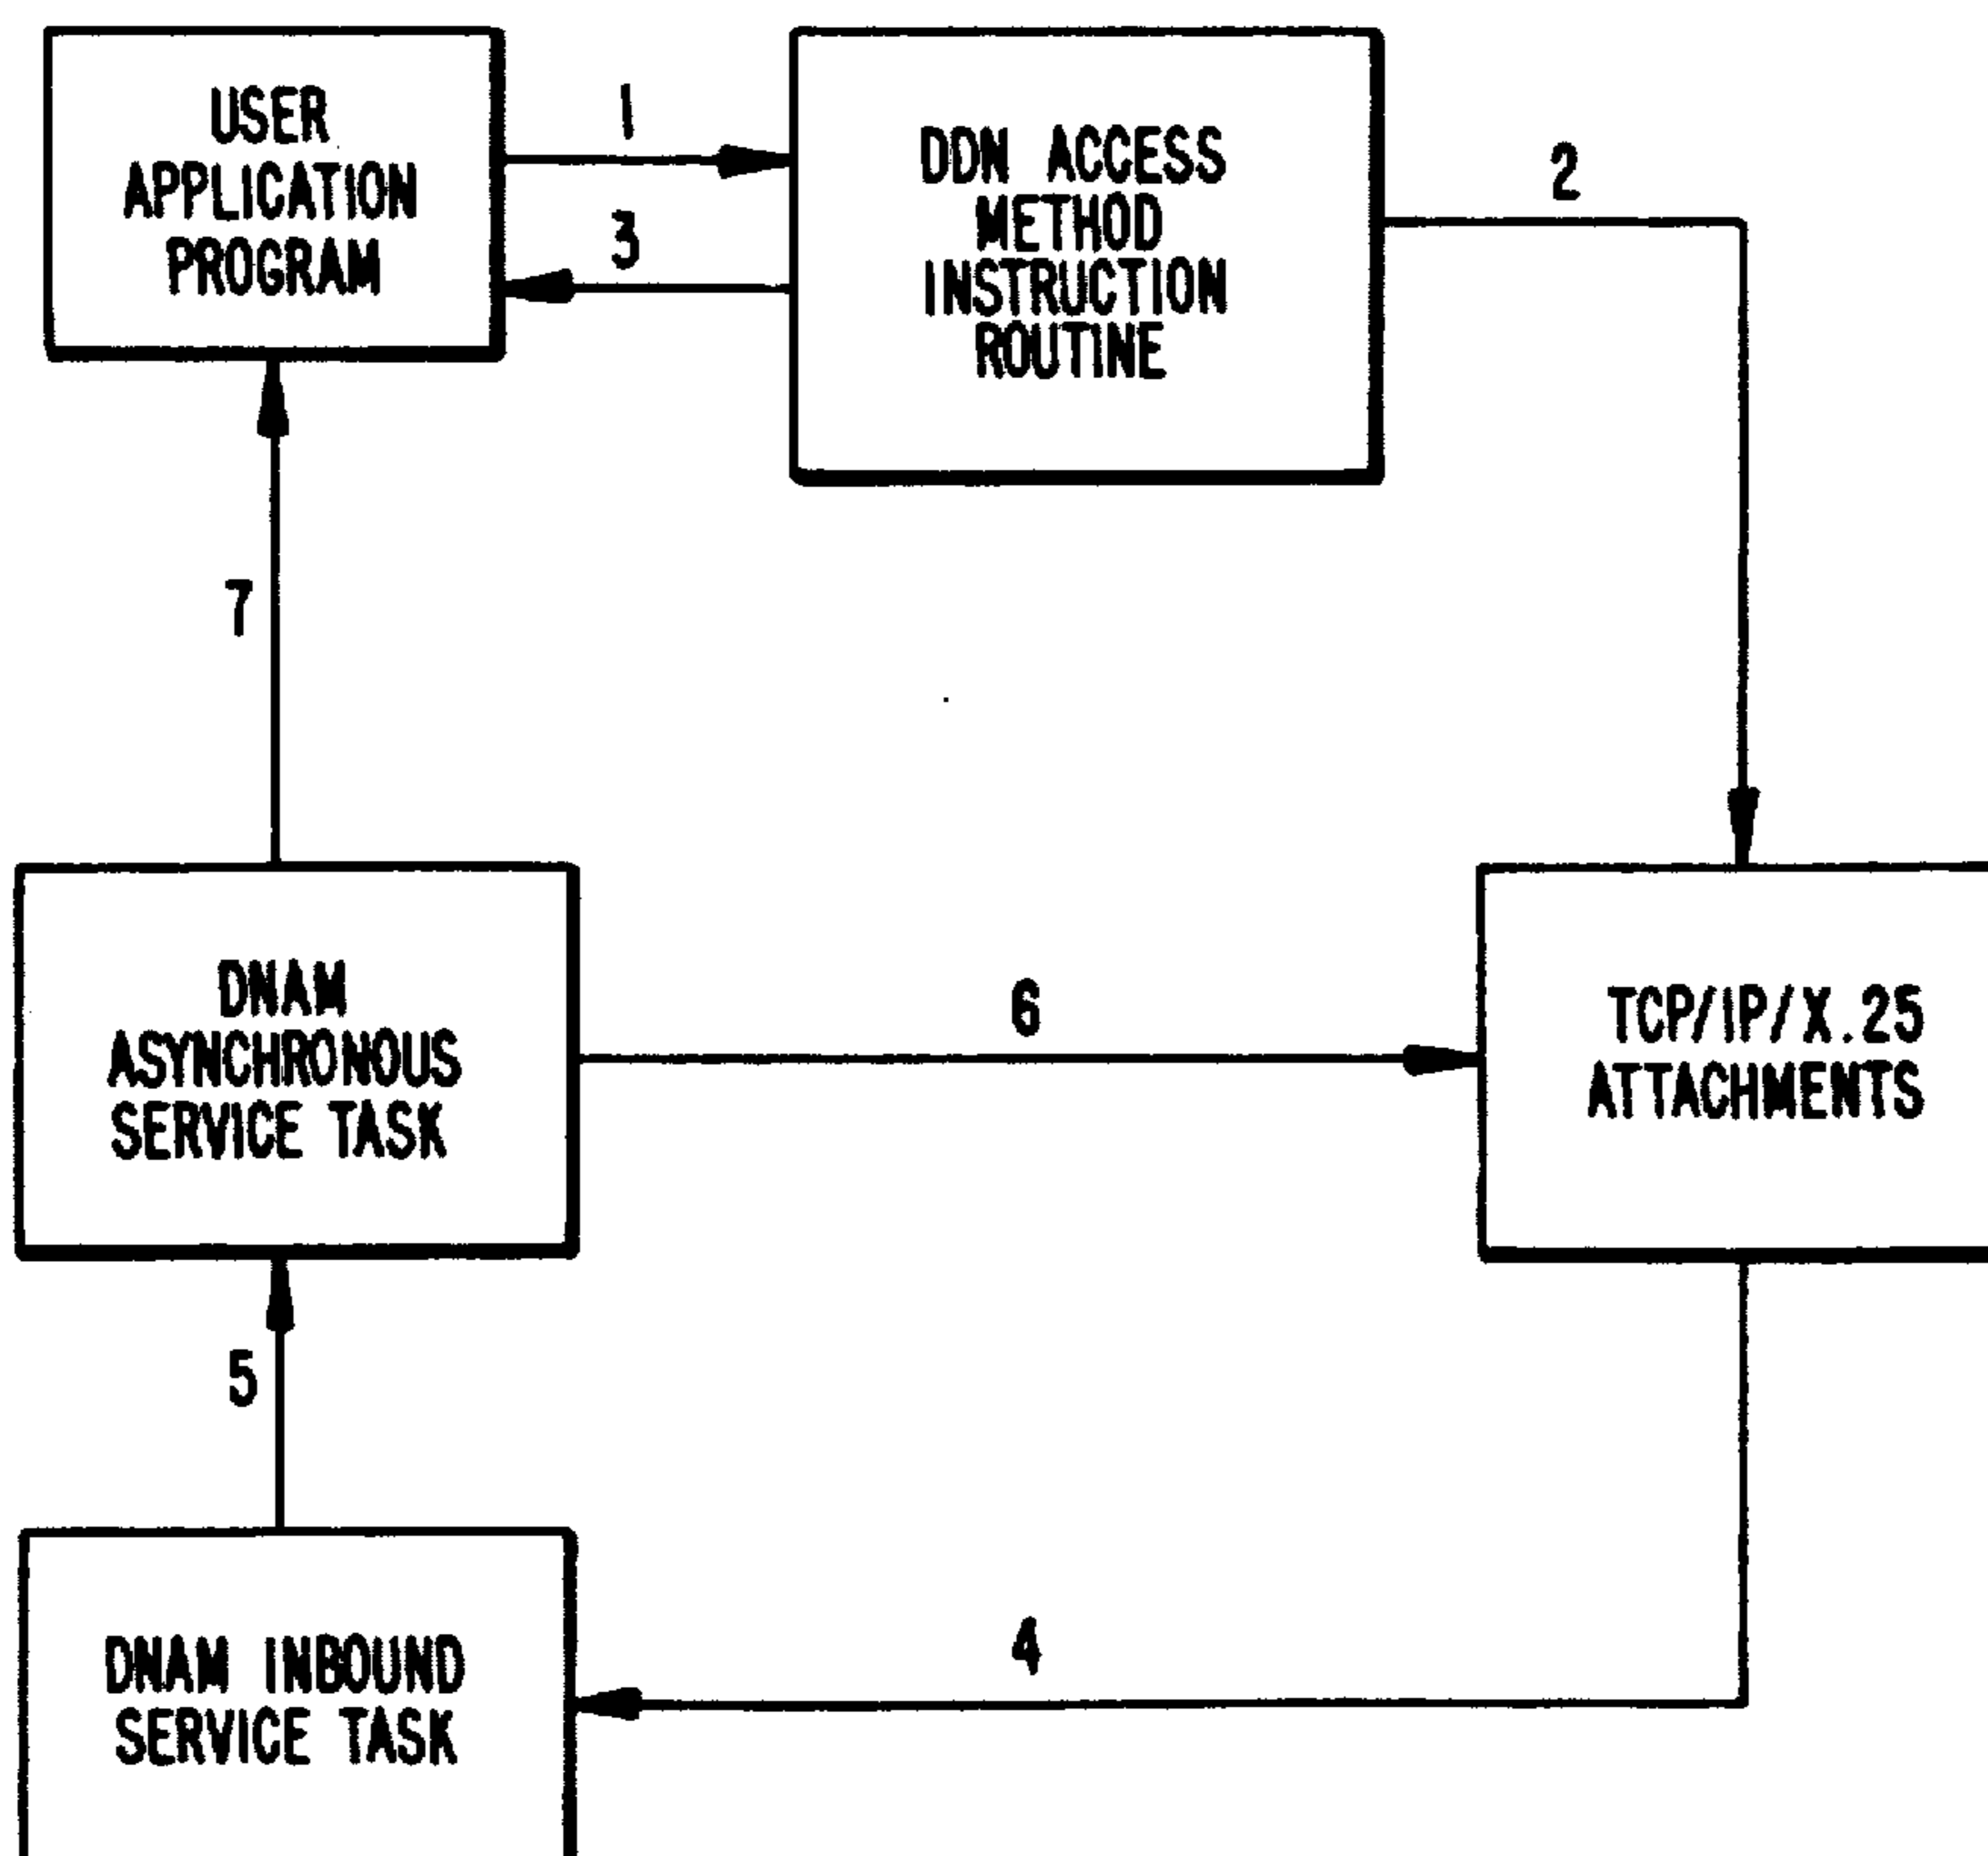 USER
APPLICATION
PROGRAM
1
3
DDN ACCESS
METHOD
INSTRUCTION
ROUTINE
2
7
DNAM
ASYNCHRONOUS
SERVICE TASK
6
TCP/IP/X.25
ATTACHMENTS
5
DNAM INBOUND
SERVICE TASK
4